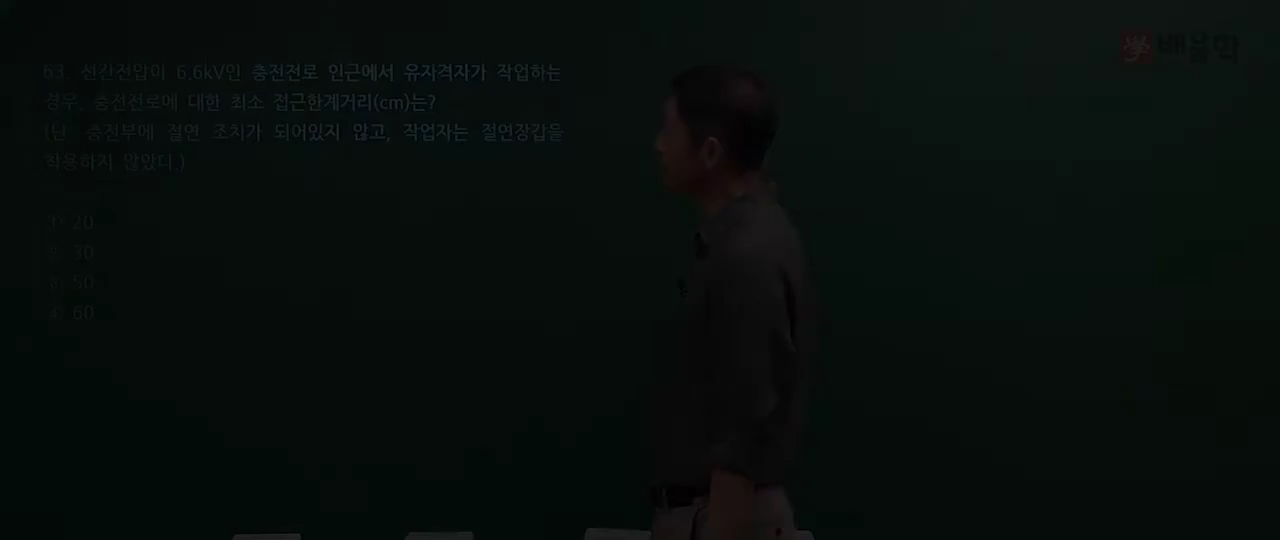 63. 선간전압이 6.6kV인 충전전로 인근에서 유자격자가 작업하는
경우, 충전전로에 대한 최소 접근한계거리(cm)는?
(단, 충전부에 절연 조치가 되어있지 않고, 작업자는 절연장갑을
착용하지 않았다.)
① 20
② 30
③ 50
④ 60
學 배울학